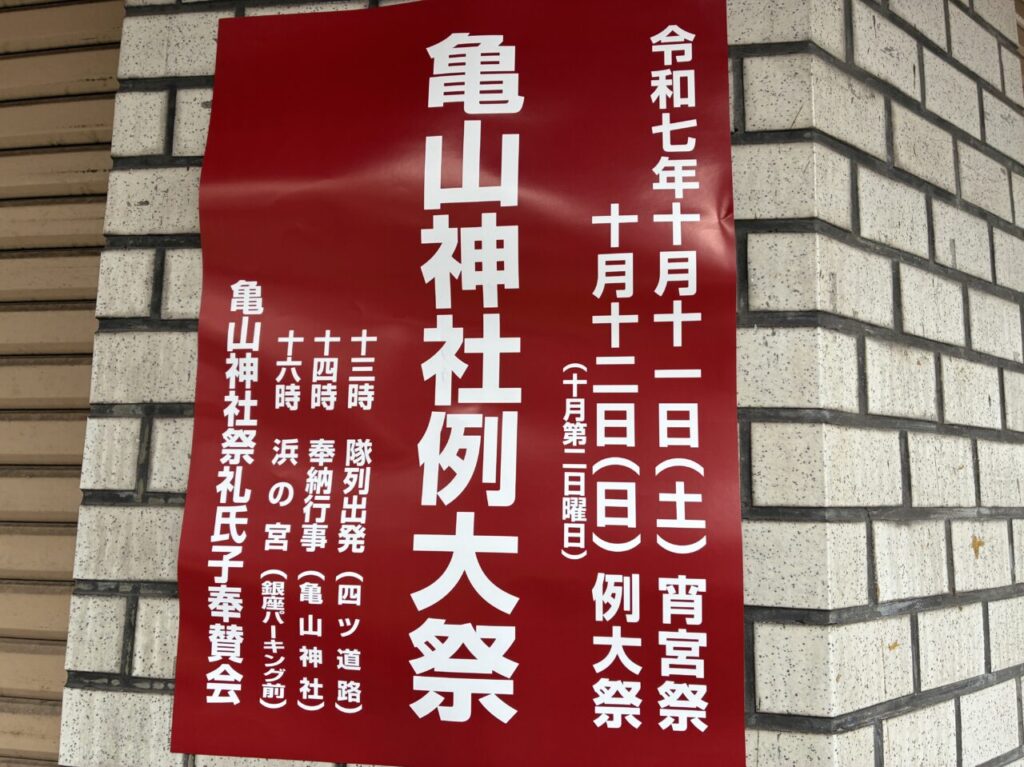 令和七年十月十一日(土) 宵宮祭
十月十二日(日) 例大祭
(十月第二日曜日)
亀山神社例大祭
十三時 隊列出発(四ツ道路)
十四時 奉納行事(亀山神社)
十六時 浜の宮(銀座パーキング前)
亀山神社祭礼氏子奉賛会